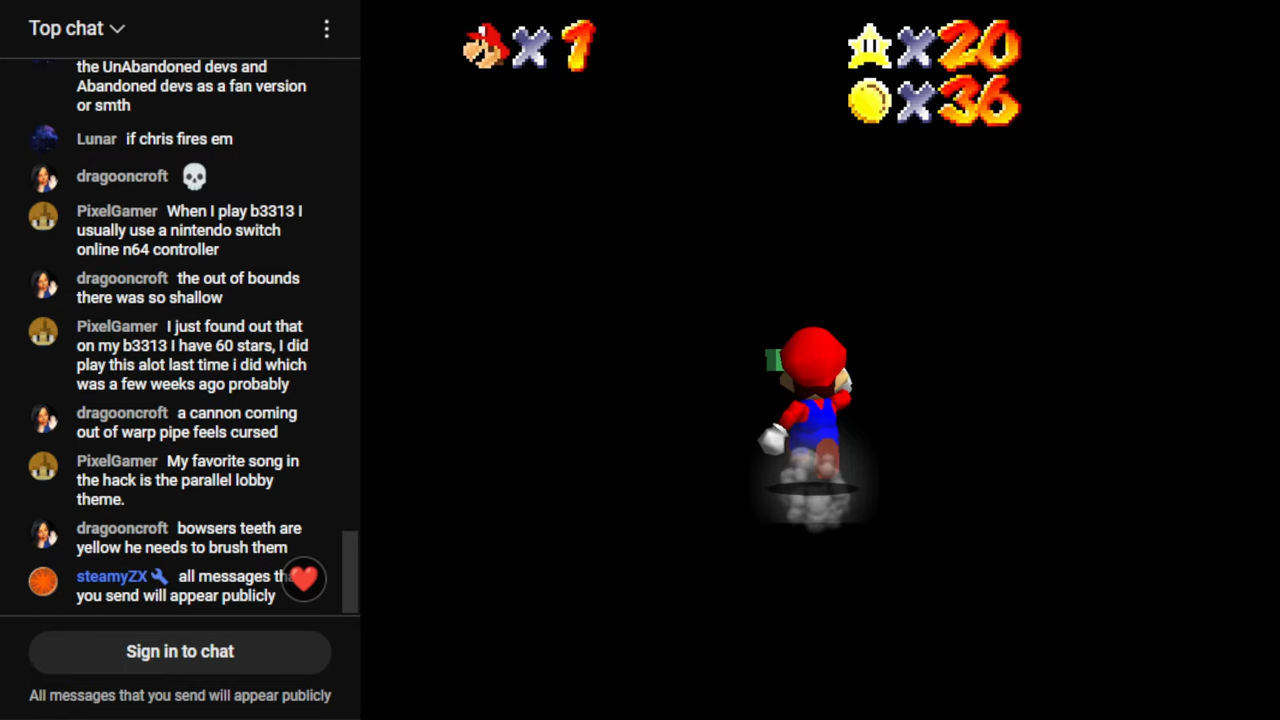 Top chat
the UnAbandoned devs and
Abandoned devs as a fan version
or smth
Lunar if chris fires em
dragooncroft 💀
PixelGamer When I play b3313 I
usually use a nintendo switch
online n64 controller
dragooncroft the out of bounds
there was so shallow
PixelGamer I just found out that
on my b3313 I have 60 stars, I did
play this alot last time i did which
was a few weeks ago probably
dragooncroft a cannon coming
out of warp pipe feels cursed
PixelGamer My favorite song in
the hack is the parallel lobby
theme.
dragooncroft bowsers teeth are
yellow he needs to brush them
steamyZX all messages
you send will appear publicly
Sign in to chat
All messages that you send will appear publicly
×1
×20
×36